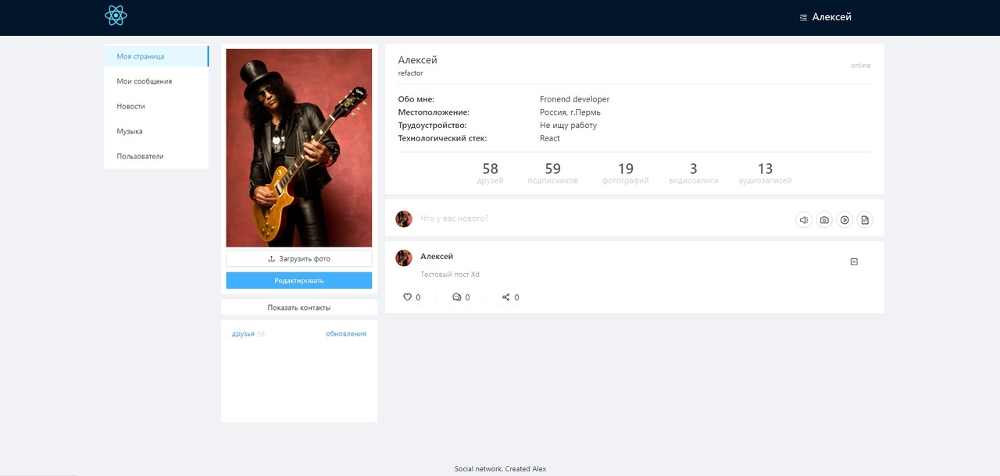 Алексей
Моя страница
Мои сообщения
Новости
Музыка
Пользователи
Загрузить фото
Редактировать
Показать контакты
друзья 58 обновления
Алексей
online
refactor
Обо мне: Fronend developer
Местоположение: Россия, г.Пермь
Трудоустройство: Не ищу работу
Технологический стек: React
58 59 19 3 13
друзей подписчиков фотографий видиозаписи аудиозаписей
Что у вас нового?
Алексей
Тестовый пост Xd
0 0 0
Social network. Created Alex